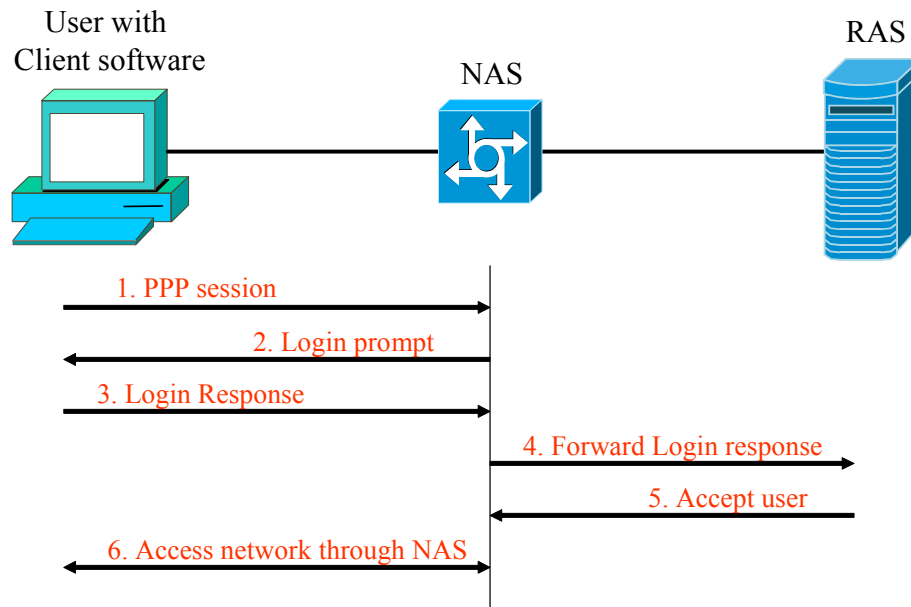 User with
Client software
NAS
RAS
1. PPP session
2. Login prompt
3. Login Response
4. Forward Login response
5. Accept user
6. Access network through NAS